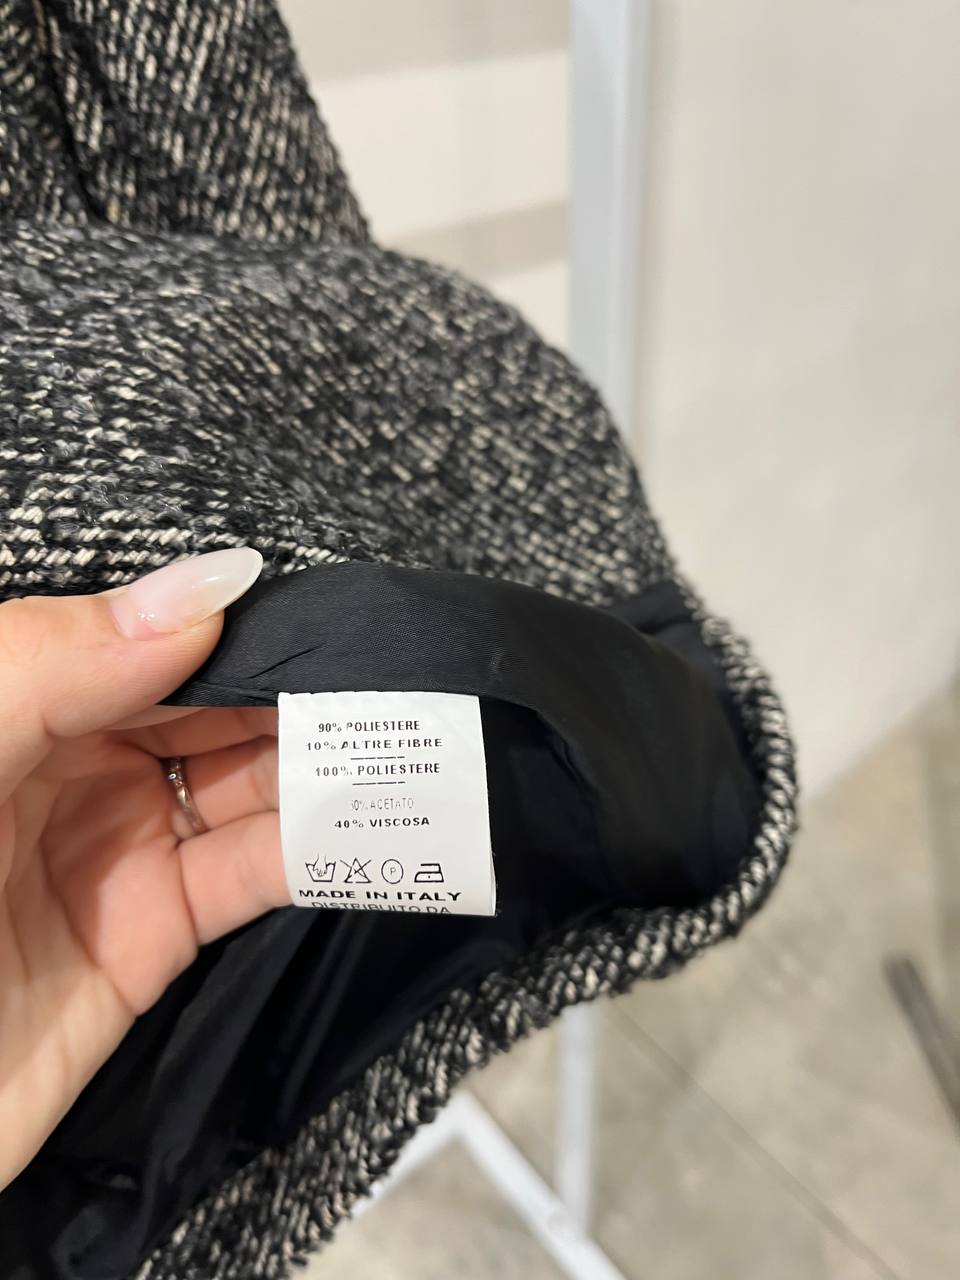 90% POLIESTERE
10% ALTRE FIBRE
100% POLIESTERE
60% ACETATO
40% VISCOSA
P
MADE IN ITALY
DISTRIBUITO DA